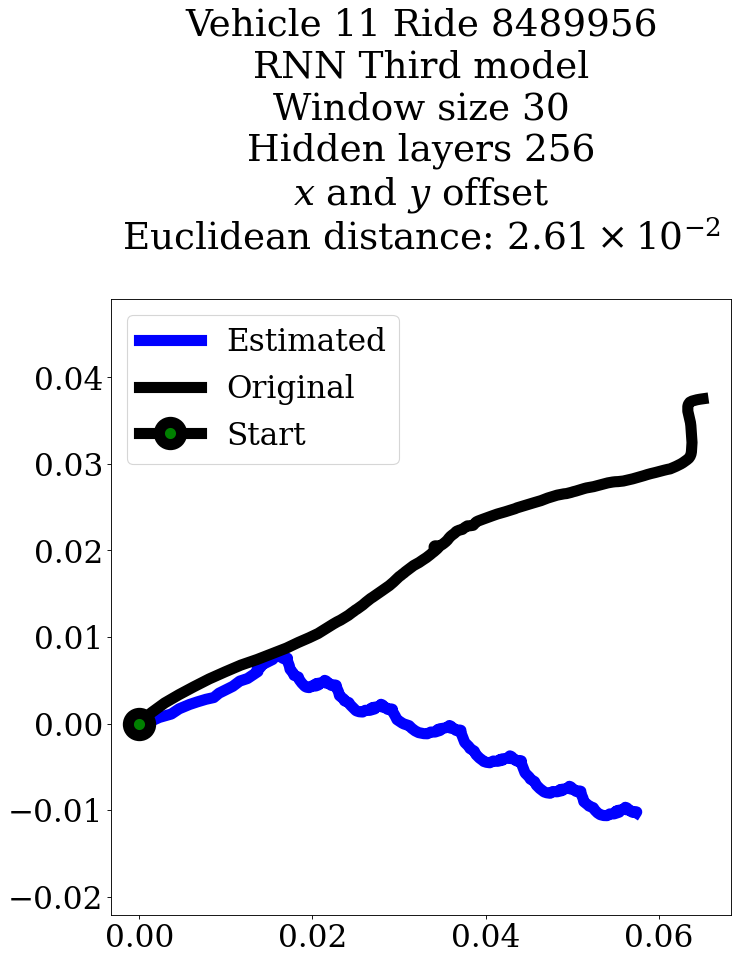 Vehicle 11 Ride 8489956
RNN Third model
Window size 30
Hidden layers 256
x and y offset
Euclidean distance: 2.61 × 10⁻²
Estimated
Original
Start
0.04
0.03
0.02
0.01
0.00
−0.01
−0.02
0.00 0.02 0.04 0.06